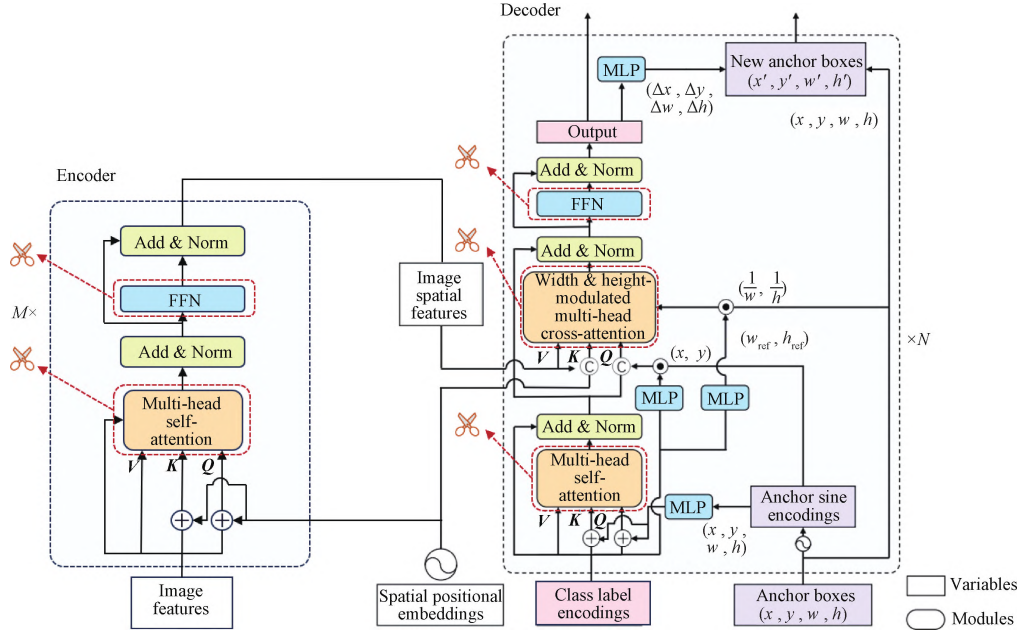 Decoder
MLP
New anchor boxes
(x′, y′, w′, h′)
(Δx, Δy,
Δw, Δh)
(x, y, w, h)
Output
Add & Norm
FFN
Add & Norm
Width & height-
modulated
multi-head
cross-attention
V K Q
C C
(1/w, 1/h)
(w_ref, h_ref)
(x, y)
×N
MLP
MLP
Add & Norm
Multi-head
self-
attention
V K Q
MLP
(x, y,
w, h)
Anchor sine
encodings
Class label
encodings
Anchor boxes
(x, y, w, h)
Encoder
Add & Norm
FFN
M×
Add & Norm
Multi-head
self-
attention
V K Q
Image
features
Image
spatial
features
Spatial positional
embeddings
Variables
Modules